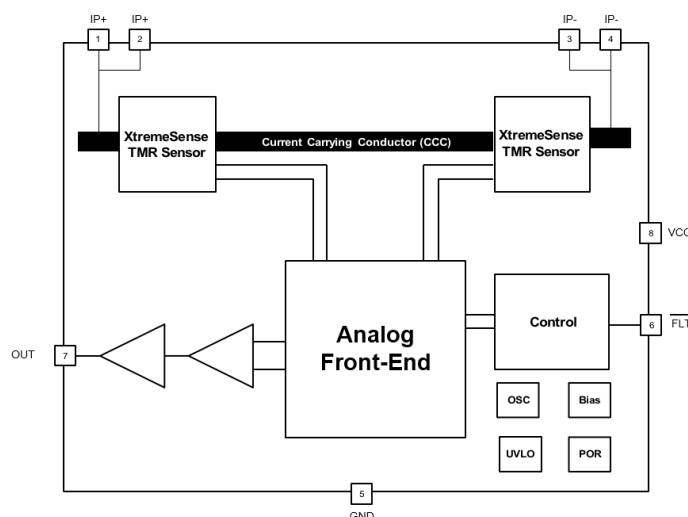 IP+ IP+ IP- IP-
1 2 3 4
XtremeSense
TMR Sensor
Current Carrying Conductor (CCC)
XtremeSense
TMR Sensor
8 VCC
Analog
Front-End
Control
6 FLT
OUT 7
OSC Bias
UVLO POR
5
GND